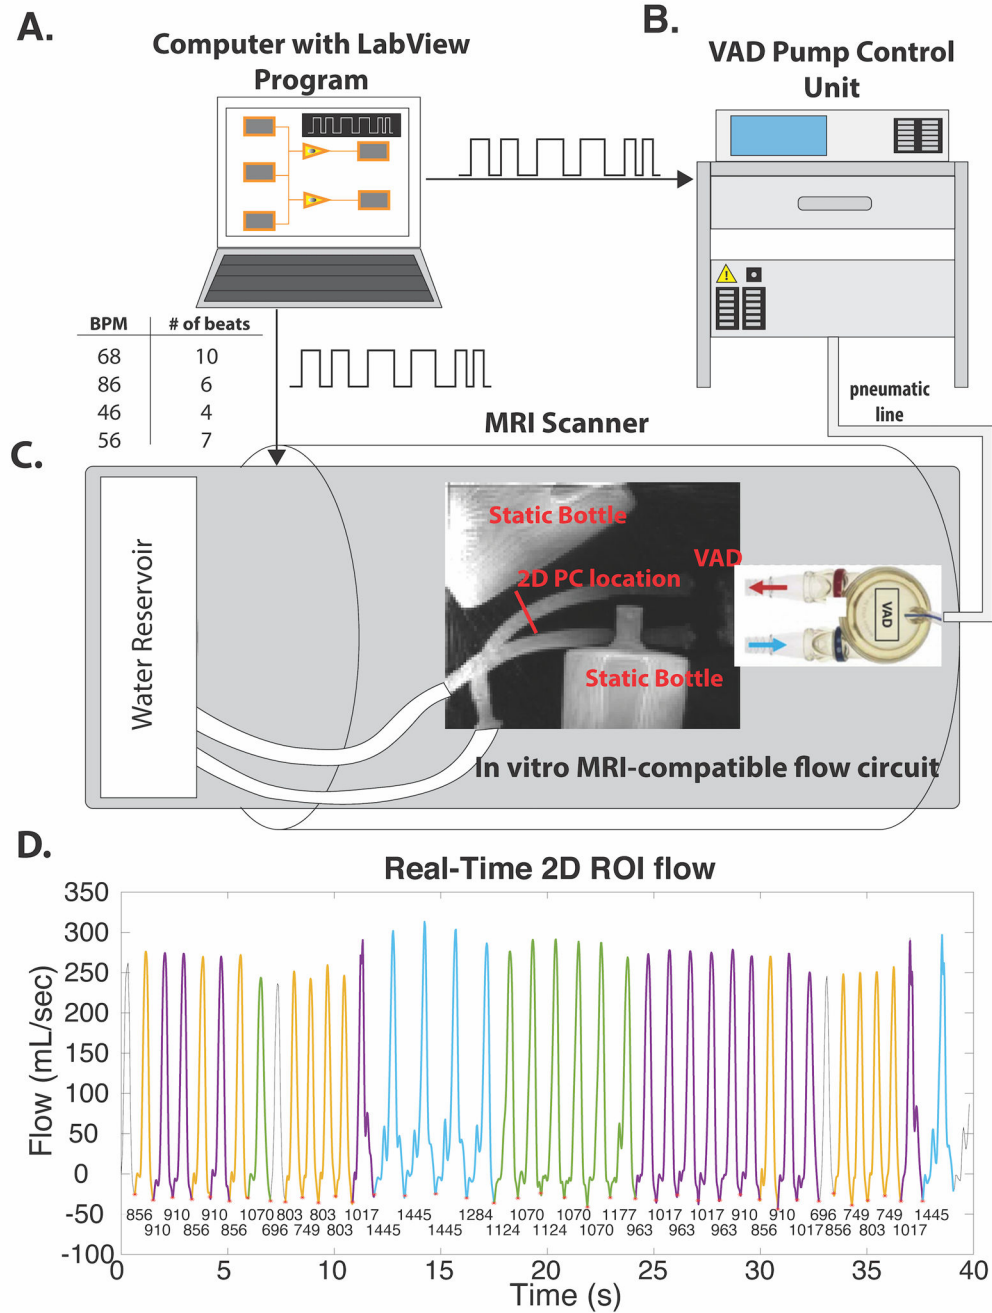 A.
Computer with LabView
Program
B.
VAD Pump Control
Unit
!
BPM # of beats
68 10
86 6
46 4
56 7
pneumatic
line
MRI Scanner
C.
Water Reservoir
Static Bottle
VAD
2D PC location
VAD
Static Bottle
In vitro MRI-compatible flow circuit
D.
Real-Time 2D ROI flow
Flow (mL/sec)
350
300
250
200
150
100
50
0
-50
-100
856 910 910 1070 803 803 1017 1445 1284 1070 1070 1177 1017 1017 910 910 696 749 749 1445
910 856 856 696 749 803 1445 1445 1124 1124 1070 963 963 963 856 1017 856 803 1017
0 5 10 15 20 25 30 35 40
Time (s)